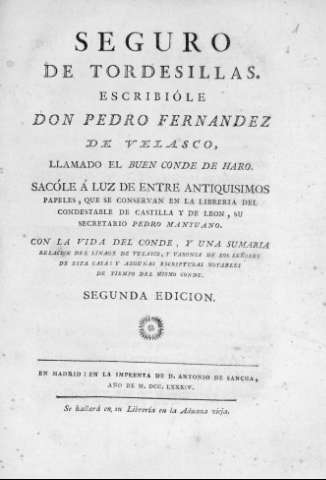 1
SEGURO
DE TORDESILLAS.
ESCRIBIÓLE
DON PEDRO FERNANDEZ
DE VELASCO,
LLAMADO EL BUEN CONDE DE HARO.
SACÓLE Á LUZ DE ENTRE ANTIQUISIMOS
PAPELES, QUE SE CONSERVAN EN LA LIBRERIA DEL
CONDESTABLE DE CASTILLA Y DE LEON, SU
SECRETARIO PEDRO MANTUANO.
CON LA VIDA DEL CONDE, Y UNA SUMARIA
RELACION DEL LINAGE DE VELASCO, Y VARONIA DE LOS SEÑORES
DE ESTA CASA: Y ALGUNAS ESCRITURAS NOTABLES
DE TIEMPO DEL MISMO CONDE.
SEGUNDA EDICION.
EN MADRID: EN LA IMPRENTA DE D. ANTONIO DE SANCHA,
AÑO DE M. DCC. LXXXIV.
Se hallará en su Librería en la Aduana vieja.